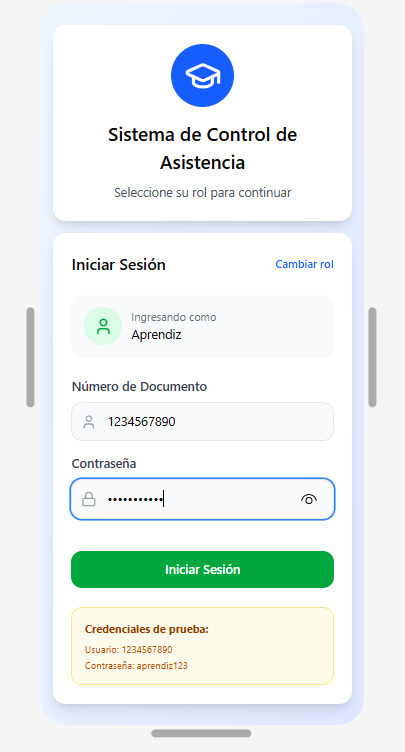 Sistema de Control de
Asistencia
Seleccione su rol para continuar
Iniciar Sesión
Cambiar rol
Ingresando como
Aprendiz
Número de Documento
1234567890
Contraseña
•••••••••••
Iniciar Sesión
Credenciales de prueba:
Usuario: 1234567890
Contraseña: aprendiz123